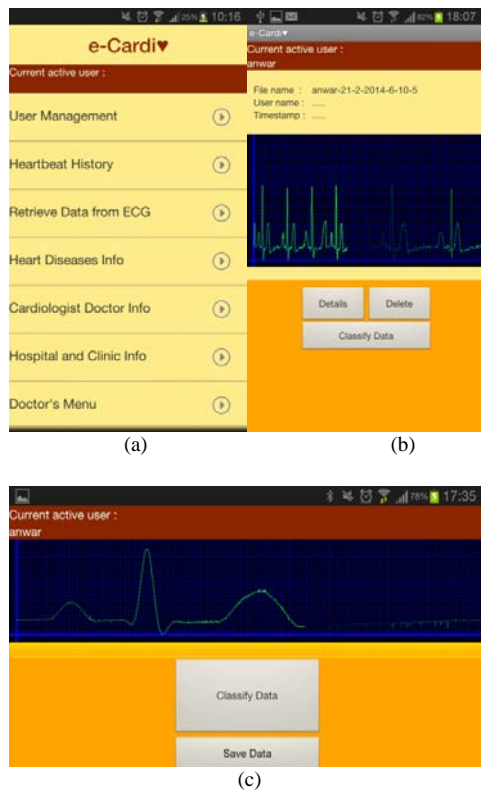 25% 10:16
e-Cardi♥
Current active user :
User Management
Heartbeat History
Retrieve Data from ECG
Heart Diseases Info
Cardiologist Doctor Info
Hospital and Clinic Info
Doctor's Menu
(a)
82% 18:07
e-Cardi♥
Current active user :
anwar
File name : anwar-21-2-2014-6-10-5
User name : .....
Timestamp : .....
Details Delete
Classify Data
(b)
78% 17:35
Current active user :
anwar
Classify Data
Save Data
(c)